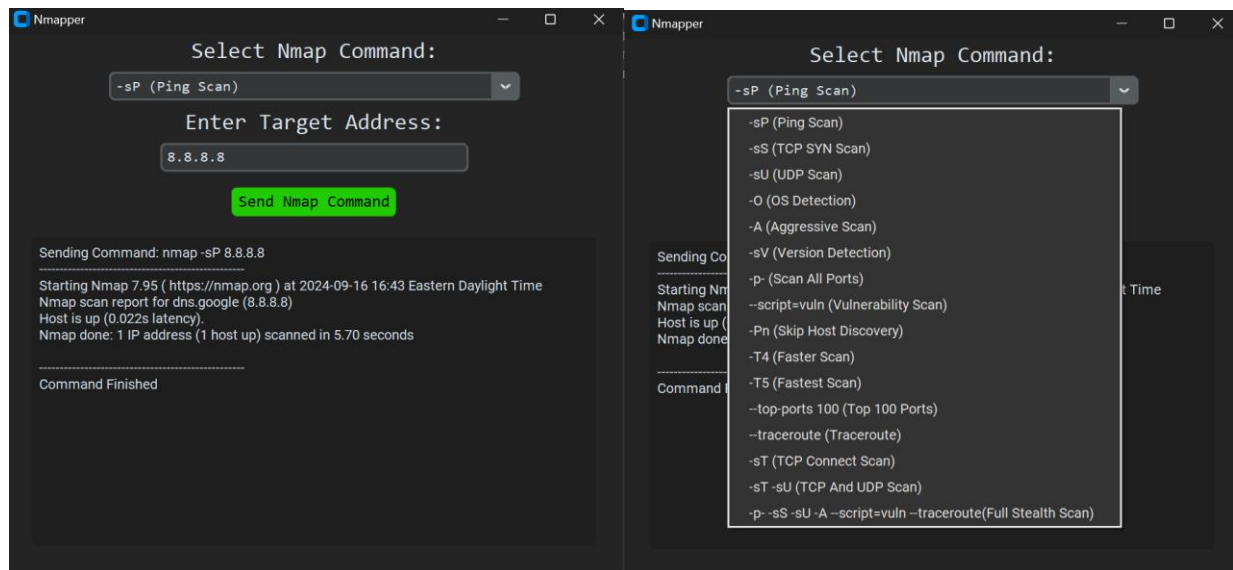 Nmapper
Select Nmap Command:
-sP (Ping Scan)
Enter Target Address:
8.8.8.8
Send Nmap Command
Sending Command: nmap -sP 8.8.8.8
--------------------------------------------------
Starting Nmap 7.95 ( https://nmap.org ) at 2024-09-16 16:43 Eastern Daylight Time
Nmap scan report for dns.google (8.8.8.8)
Host is up (0.022s latency).
Nmap done: 1 IP address (1 host up) scanned in 5.70 seconds
--------------------------------------------------
Command Finished
Nmapper
Select Nmap Command:
-sP (Ping Scan)
-sP (Ping Scan)
-sS (TCP SYN Scan)
-sU (UDP Scan)
-O (OS Detection)
-A (Aggressive Scan)
-sV (Version Detection)
-p- (Scan All Ports)
--script=vuln (Vulnerability Scan)
-Pn (Skip Host Discovery)
-T4 (Faster Scan)
-T5 (Fastest Scan)
--top-ports 100 (Top 100 Ports)
--traceroute (Traceroute)
-sT (TCP Connect Scan)
-sT -sU (TCP And UDP Scan)
-p- -sS -sU -A --script=vuln --traceroute(Full Stealth Scan)
Sending Co
Starting Nm
t Time
Nmap scan
Host is up (
Nmap done
Command